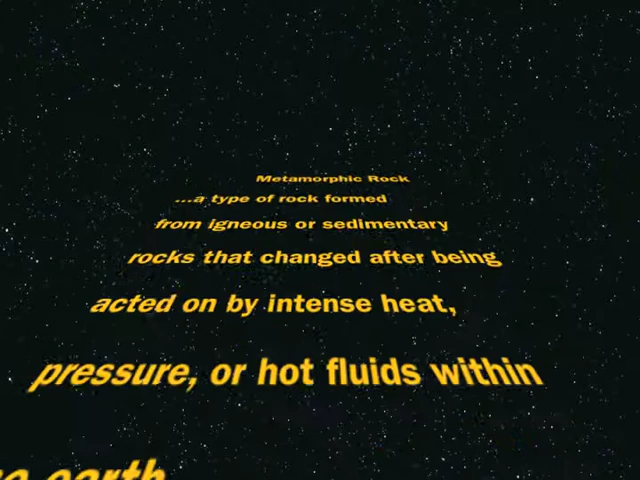 Metamorphic Rock
...a type of rock formed
from igneous or sedimentary
rocks that changed after being
acted on by intense heat,
pressure, or hot fluids within
earth